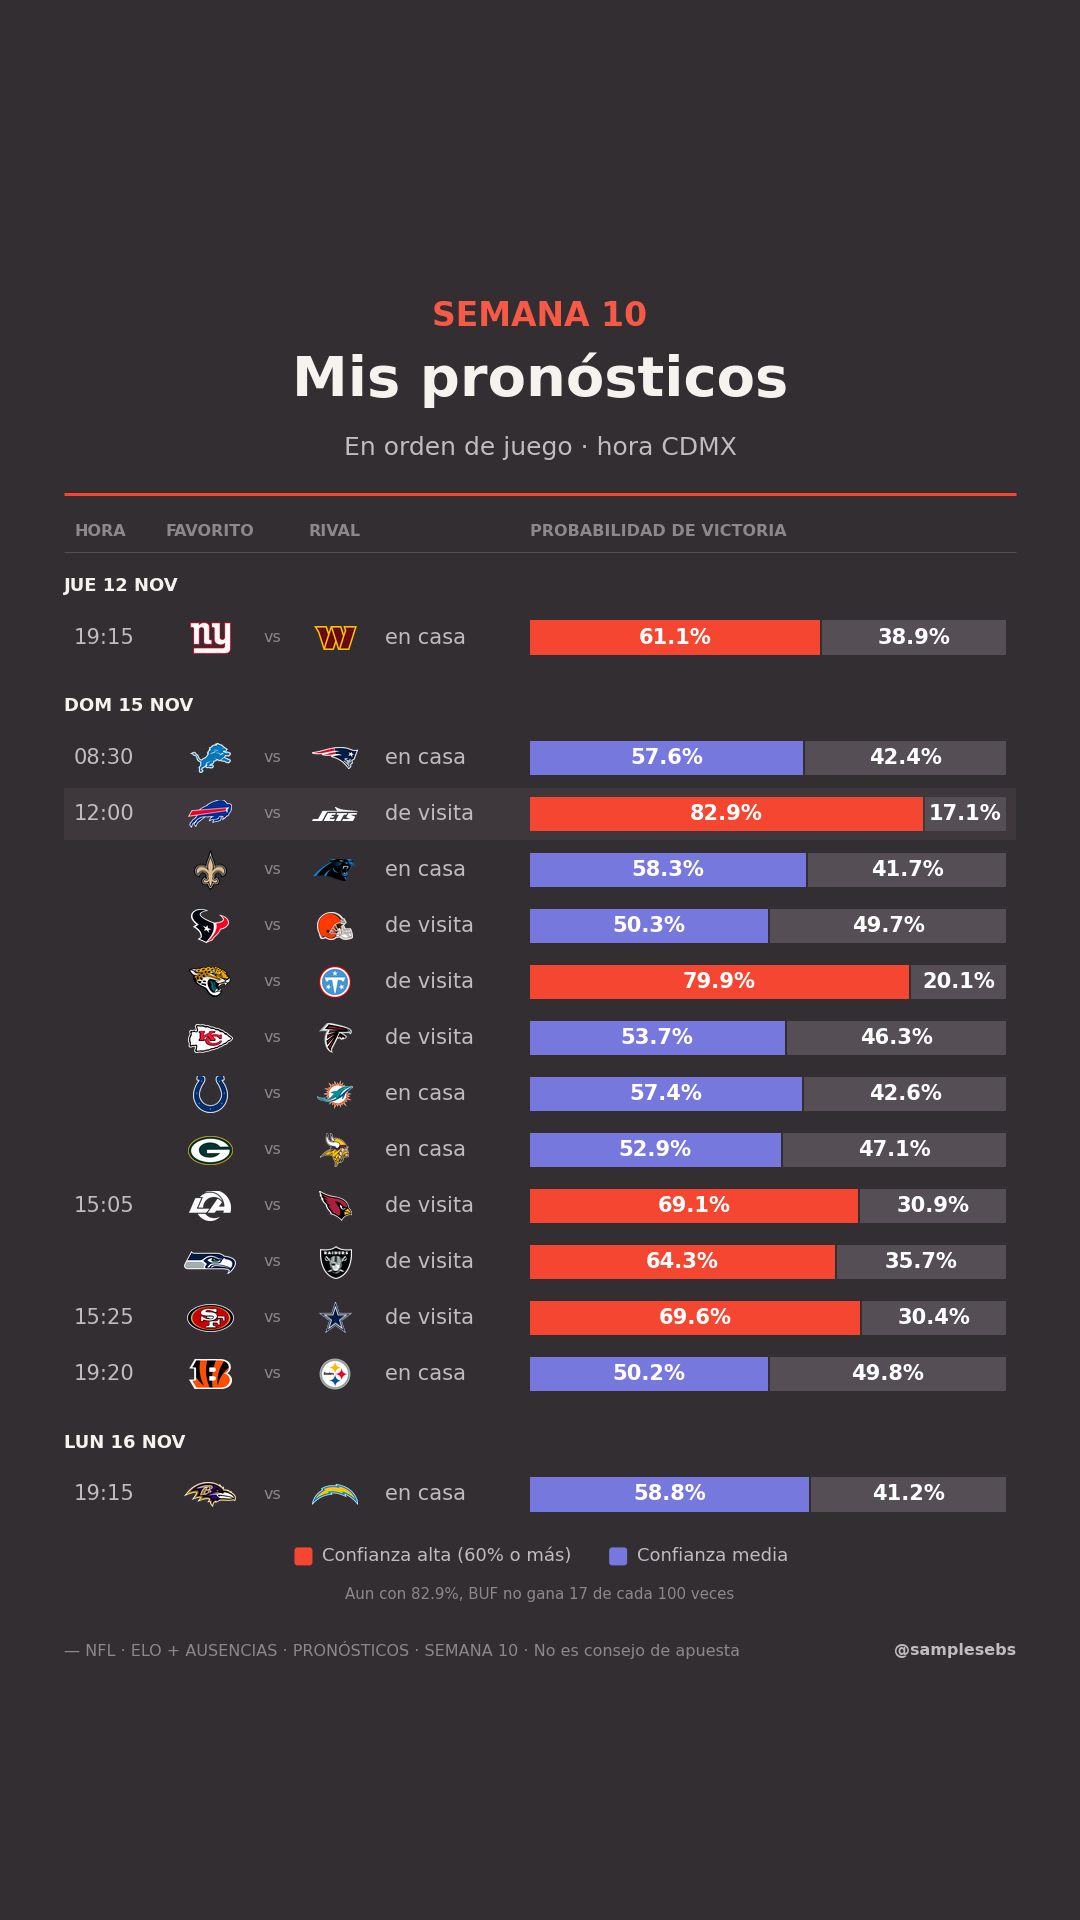 SEMANA 10
Mis pronósticos
En orden de juego · hora CDMX
HORA FAVORITO RIVAL PROBABILIDAD DE VICTORIA
JUE 12 NOV
19:15 ny vs W en casa 61.1% 38.9%
DOM 15 NOV
08:30 vs en casa 57.6% 42.4%
12:00 vs JETS de visita 82.9% 17.1%
vs en casa 58.3% 41.7%
vs de visita 50.3% 49.7%
vs T de visita 79.9% 20.1%
KC vs de visita 53.7% 46.3%
vs en casa 57.4% 42.6%
G vs en casa 52.9% 47.1%
15:05 LA vs de visita 69.1% 30.9%
vs RAIDERS de visita 64.3% 35.7%
15:25 SF vs de visita 69.6% 30.4%
19:20 B vs Steelers en casa 50.2% 49.8%
LUN 16 NOV
19:15 B vs en casa 58.8% 41.2%
Confianza alta (60% o más) Confianza media
Aun con 82.9%, BUF no gana 17 de cada 100 veces
— NFL · ELO + AUSENCIAS · PRONÓSTICOS · SEMANA 10 · No es consejo de apuesta @samplesebs